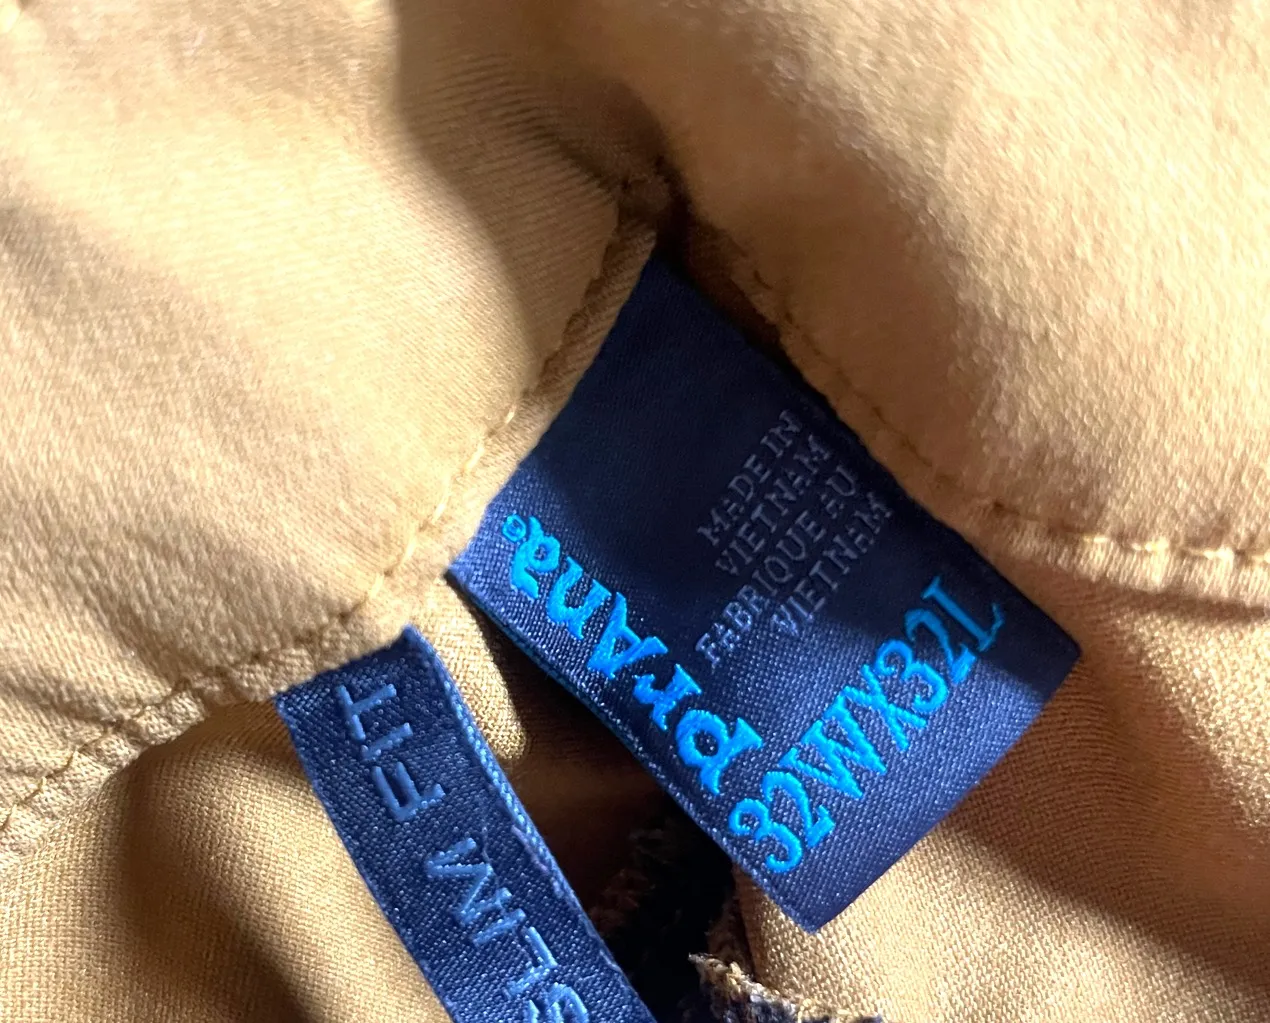 prAna®
MADE IN
VIETNAM
FABRIQUÉ AU
VIETNAM
32WX32L
SLIM FIT